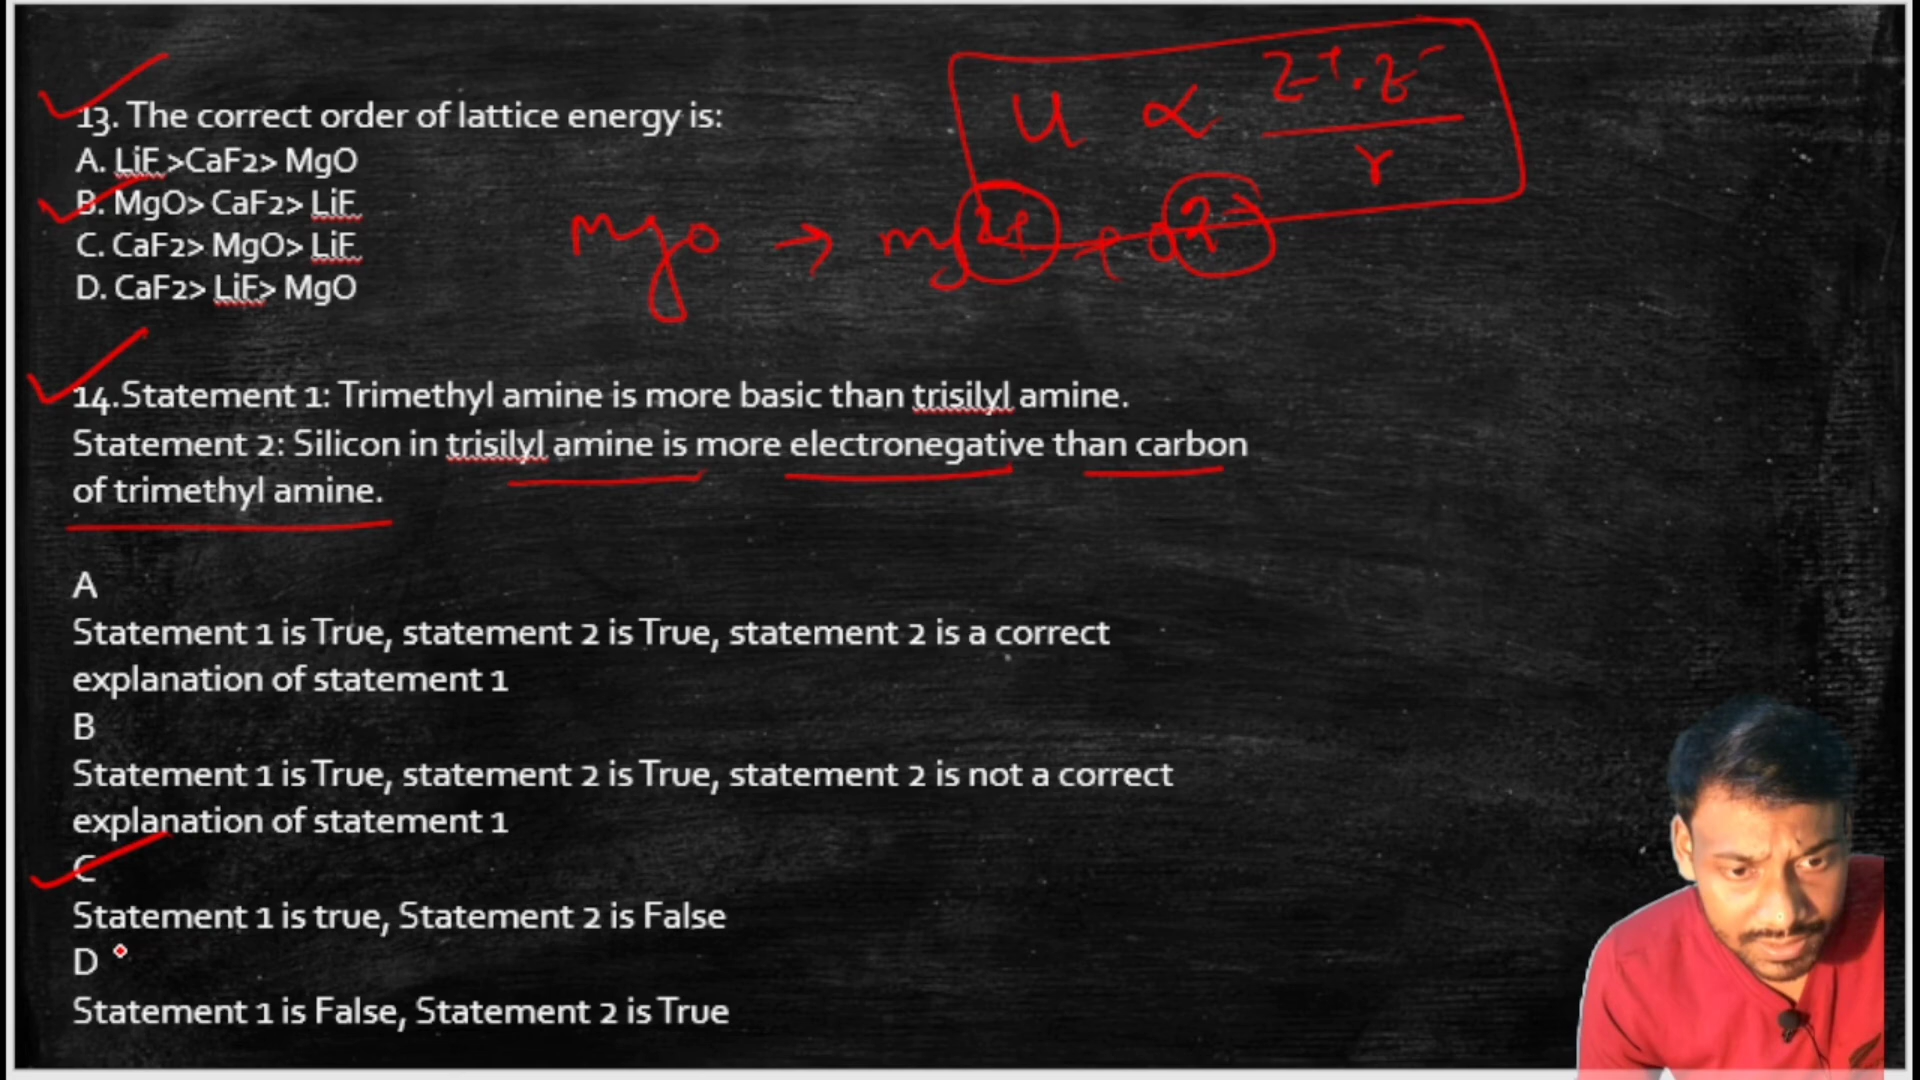 13. The correct order of lattice energy is:
A. LiF >CaF2> MgO
B. MgO> CaF2> LiF
C. CaF2> MgO> LiF
D. CaF2> LiF> MgO
U ∝ Z+.Z-
r
MgO → Mg2+ + O2-
14.Statement 1: Trimethyl amine is more basic than trisilyl amine.
Statement 2: Silicon in trisilyl amine is more electronegative than carbon
of trimethyl amine.
A
Statement 1 is True, statement 2 is True, statement 2 is a correct
explanation of statement 1
B
Statement 1 is True, statement 2 is True, statement 2 is not a correct
explanation of statement 1
C
Statement 1 is true, Statement 2 is False
D
Statement 1 is False, Statement 2 is True